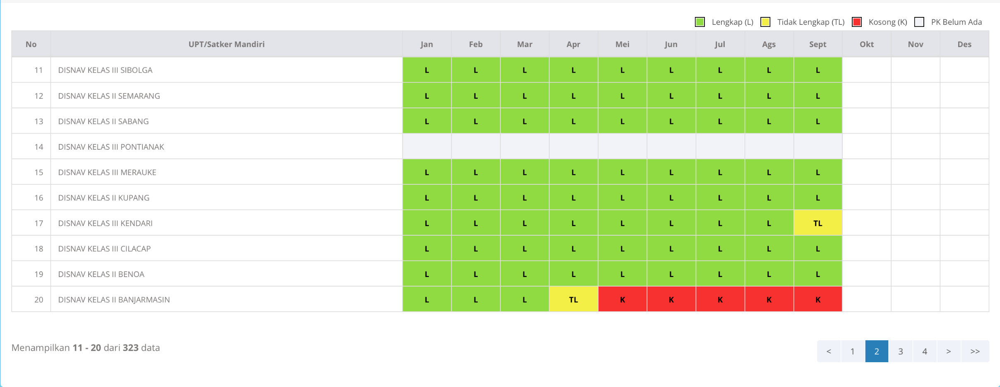 Lengkap (L) Tidak Lengkap (TL) Kosong (K) PK Belum Ada
No UPT/Satker Mandiri Jan Feb Mar Apr Mei Jun Jul Ags Sept Okt Nov Des
11 DISNAV KELAS III SIBOLGA L L L L L L L L L
12 DISNAV KELAS II SEMARANG L L L L L L L L L
13 DISNAV KELAS II SABANG L L L L L L L L L
14 DISNAV KELAS III PONTIANAK
15 DISNAV KELAS III MERAUKE L L L L L L L L L
16 DISNAV KELAS II KUPANG L L L L L L L L L
17 DISNAV KELAS III KENDARI L L L L L L L L TL
18 DISNAV KELAS III CILACAP L L L L L L L L L
19 DISNAV KELAS II BENOA L L L L L L L L L
20 DISNAV KELAS II BANJARMASIN L L L TL K K K K K
Menampilkan 11 - 20 dari 323 data
< 1 2 3 4 > >>